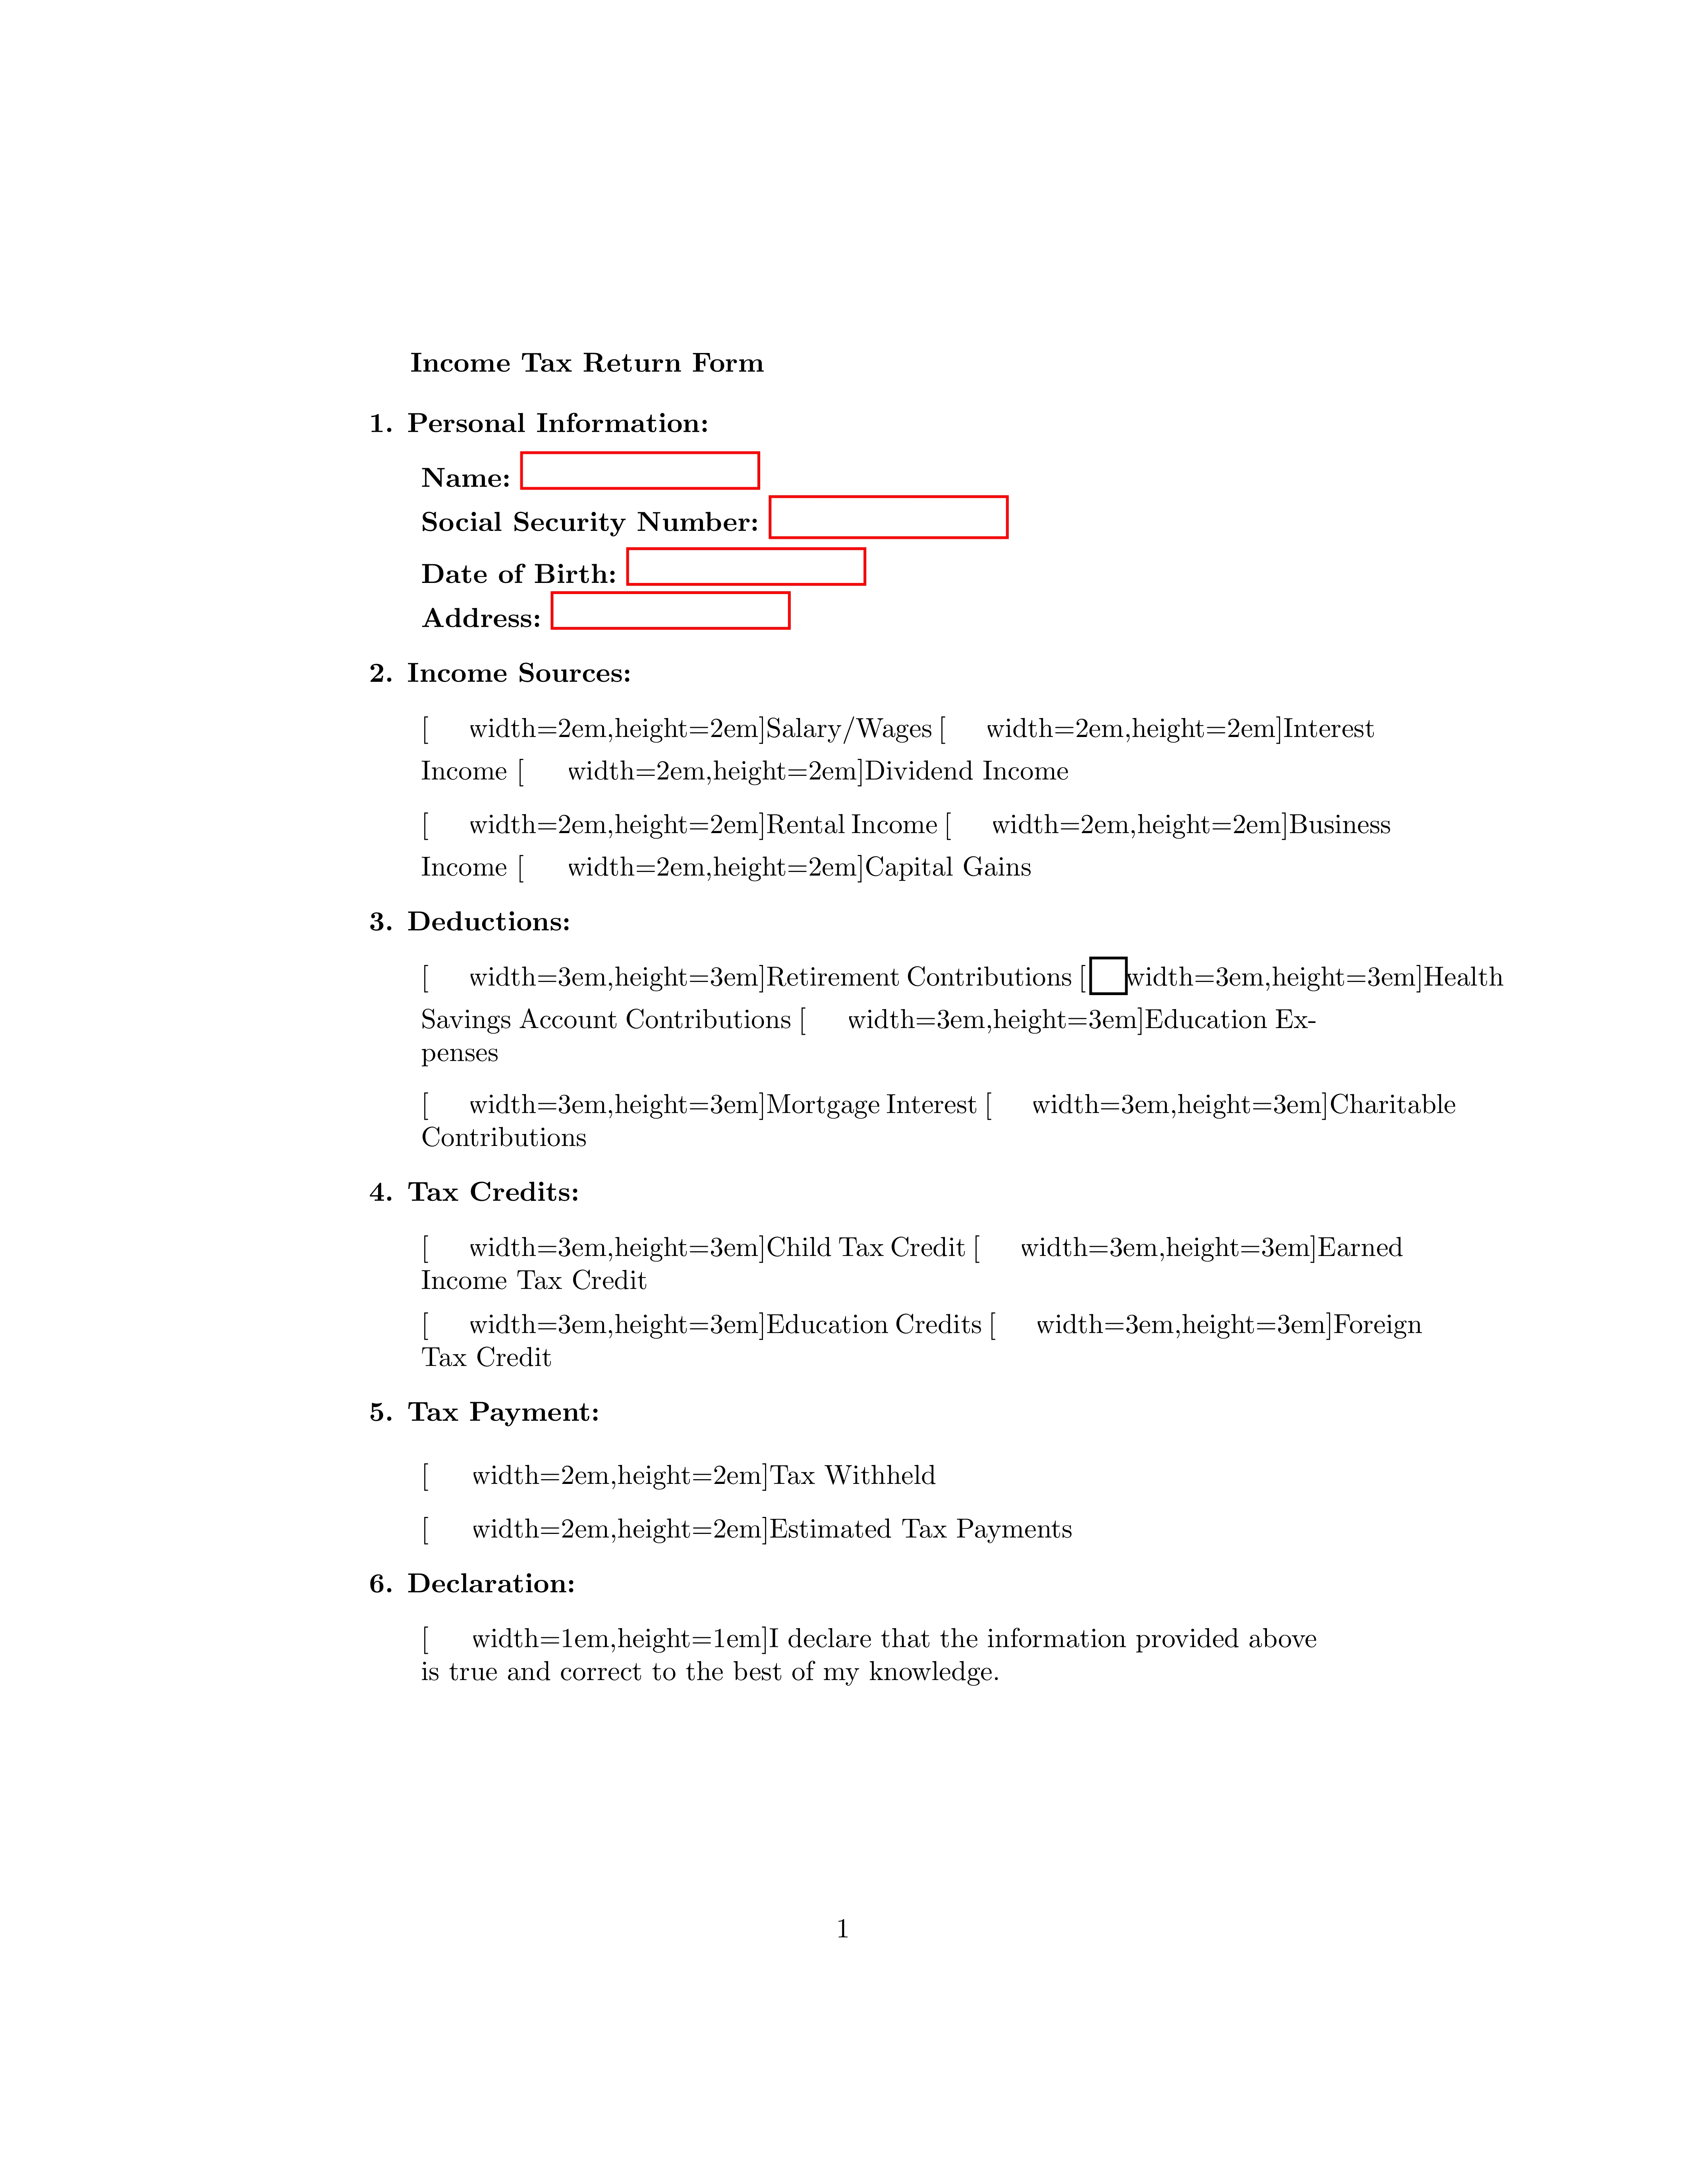 Income Tax Return Form
1. Personal Information:
Name:
Social Security Number:
Date of Birth:
Address:
2. Income Sources:
[ width=2em,height=2em]Salary/Wages [ width=2em,height=2em]Interest
Income [ width=2em,height=2em]Dividend Income
[ width=2em,height=2em]Rental Income [ width=2em,height=2em]Business
Income [ width=2em,height=2em]Capital Gains
3. Deductions:
[ width=3em,height=3em]Retirement Contributions [ width=3em,height=3em]Health
Savings Account Contributions [ width=3em,height=3em]Education Ex-
penses
[ width=3em,height=3em]Mortgage Interest [ width=3em,height=3em]Charitable
Contributions
4. Tax Credits:
[ width=3em,height=3em]Child Tax Credit [ width=3em,height=3em]Earned
Income Tax Credit
[ width=3em,height=3em]Education Credits [ width=3em,height=3em]Foreign
Tax Credit
5. Tax Payment:
[ width=2em,height=2em]Tax Withheld
[ width=2em,height=2em]Estimated Tax Payments
6. Declaration:
[ width=1em,height=1em]I declare that the information provided above
is true and correct to the best of my knowledge.
1